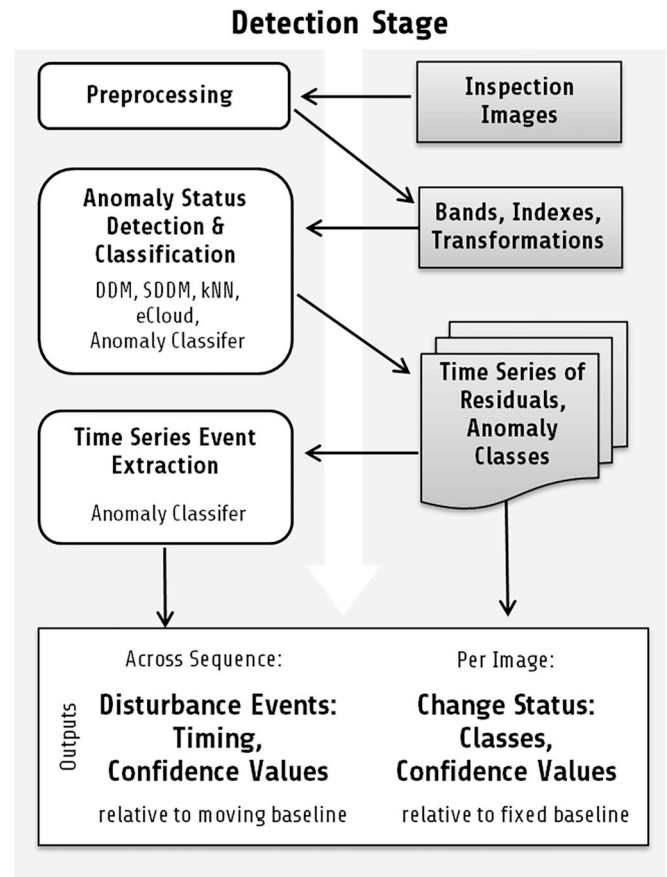 Detection Stage
Preprocessing
Inspection
Images
Anomaly Status
Detection &
Classification
DDM, SDDM, kNN,
eCloud,
Anomaly Classifer
Bands, Indexes,
Transformations
Time Series of
Residuals,
Anomaly
Classes
Time Series Event
Extraction
Anomaly Classifer
Outputs
Across Sequence:
Disturbance Events:
Timing,
Confidence Values
relative to moving baseline
Per Image:
Change Status:
Classes,
Confidence Values
relative to fixed baseline